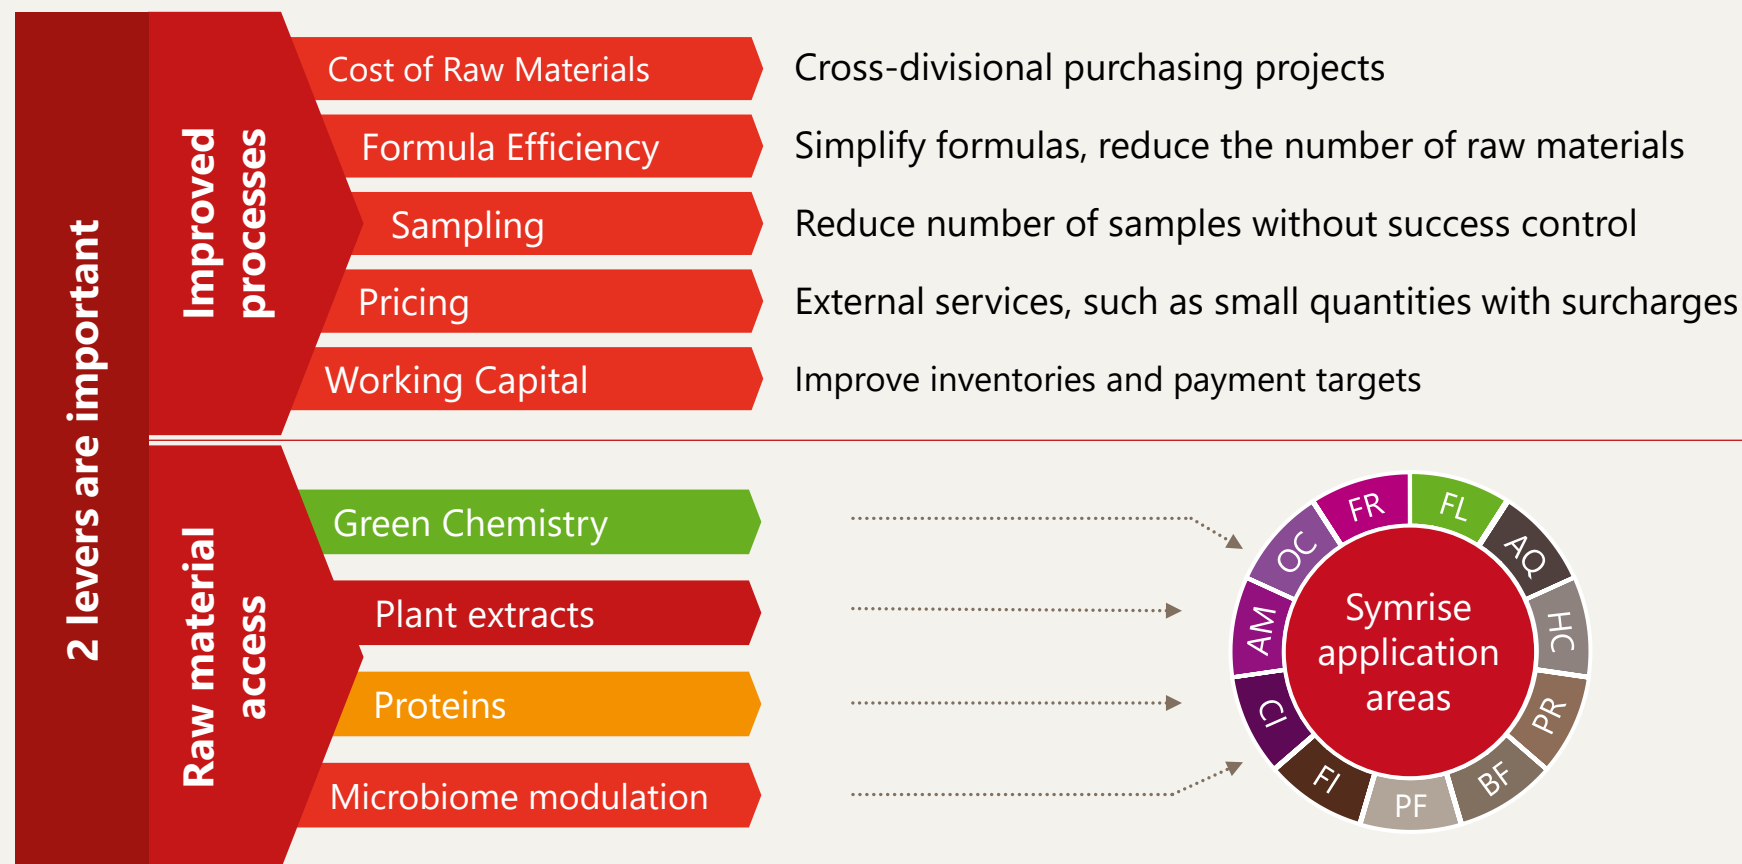 2 levers are important
Improved
processes
Cost of Raw Materials
Cross-divisional purchasing projects
Formula Efficiency
Simplify formulas, reduce the number of raw materials
Sampling
Reduce number of samples without success control
Pricing
External services, such as small quantities with surcharges
Working Capital
Improve inventories and payment targets
Raw material
access
Green Chemistry
Plant extracts
Proteins
Microbiome modulation
Symrise
application
areas
FR
FL
AQ
HC
PR
BF
PF
FI
CI
AM
OC